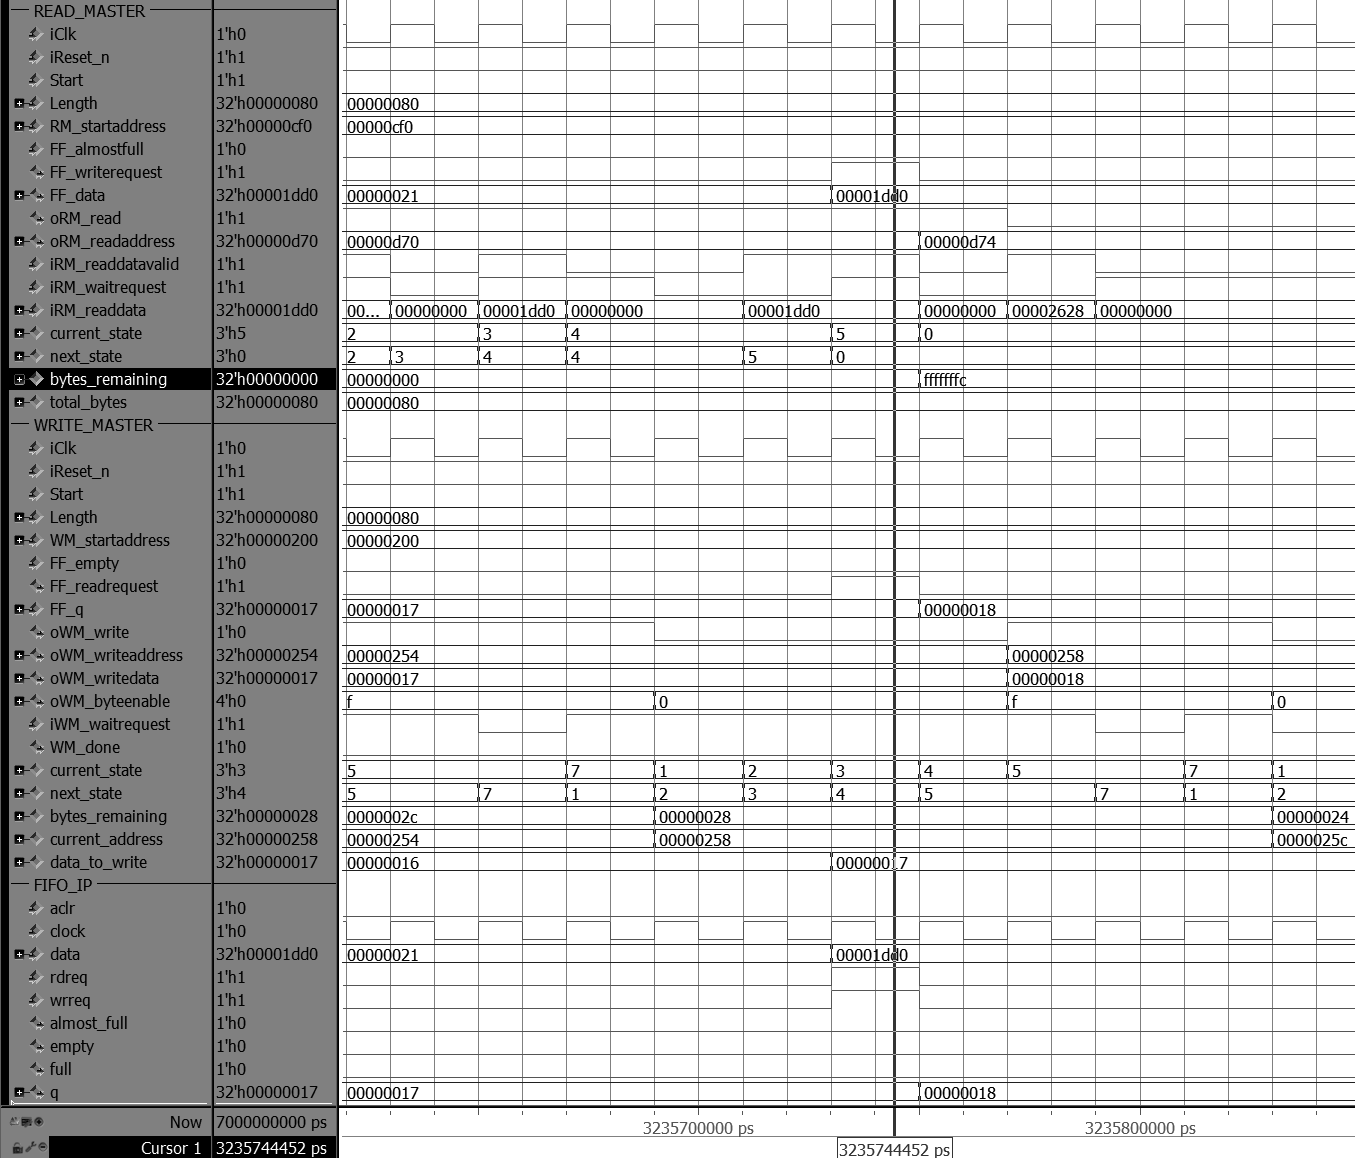 READ_MASTER
iClk 1'h0
iReset_n 1'h1
Start 1'h1
Length 32'h00000080 00000080
RM_startaddress 32'h00000cf0 00000cf0
FF_almostfull 1'h0
FF_writerequest 1'h1
FF_data 32'h00001dd0 00000021 00001dd0
oRM_read 1'h1
oRM_readaddress 32'h00000d70 00000d70 00000d74
iRM_readdatavalid 1'h1
iRM_waitrequest 1'h1
iRM_readdata 32'h00001dd0 00... 00000000 00001dd0 00000000 00001dd0 00000000 00002628 00000000
current_state 3'h5 2 3 4 5 0
next_state 3'h0 2 3 4 4 5 0
bytes_remaining 32'h00000000 00000000 fffffffc
total_bytes 32'h00000080 00000080
WRITE_MASTER
iClk 1'h0
iReset_n 1'h1
Start 1'h1
Length 32'h00000080 00000080
WM_startaddress 32'h00000200 00000200
FF_empty 1'h0
FF_readrequest 1'h1
FF_q 32'h00000017 00000017 00000018
oWM_write 1'h0
oWM_writeaddress 32'h00000254 00000254 00000258
oWM_writedata 32'h00000017 00000017 00000018
oWM_byteenable 4'h0 f 0 f 0
iWM_waitrequest 1'h1
WM_done 1'h0
current_state 3'h3 5 7 1 2 3 4 5 7 1
next_state 3'h4 5 7 1 2 3 4 5 7 1 2
bytes_remaining 32'h00000028 0000002c 00000028 00000024
current_address 32'h00000258 00000254 00000258 0000025c
data_to_write 32'h00000017 00000016 00000017
FIFO_IP
aclr 1'h0
clock 1'h0
data 32'h00001dd0 00000021 00001dd0
rdreq 1'h1
wrreq 1'h1
almost_full 1'h0
empty 1'h0
full 1'h0
q 32'h00000017 00000017 00000018
Now 7000000000 ps 3235700000 ps 3235800000 ps
Cursor 1 3235744452 ps 3235744452 ps